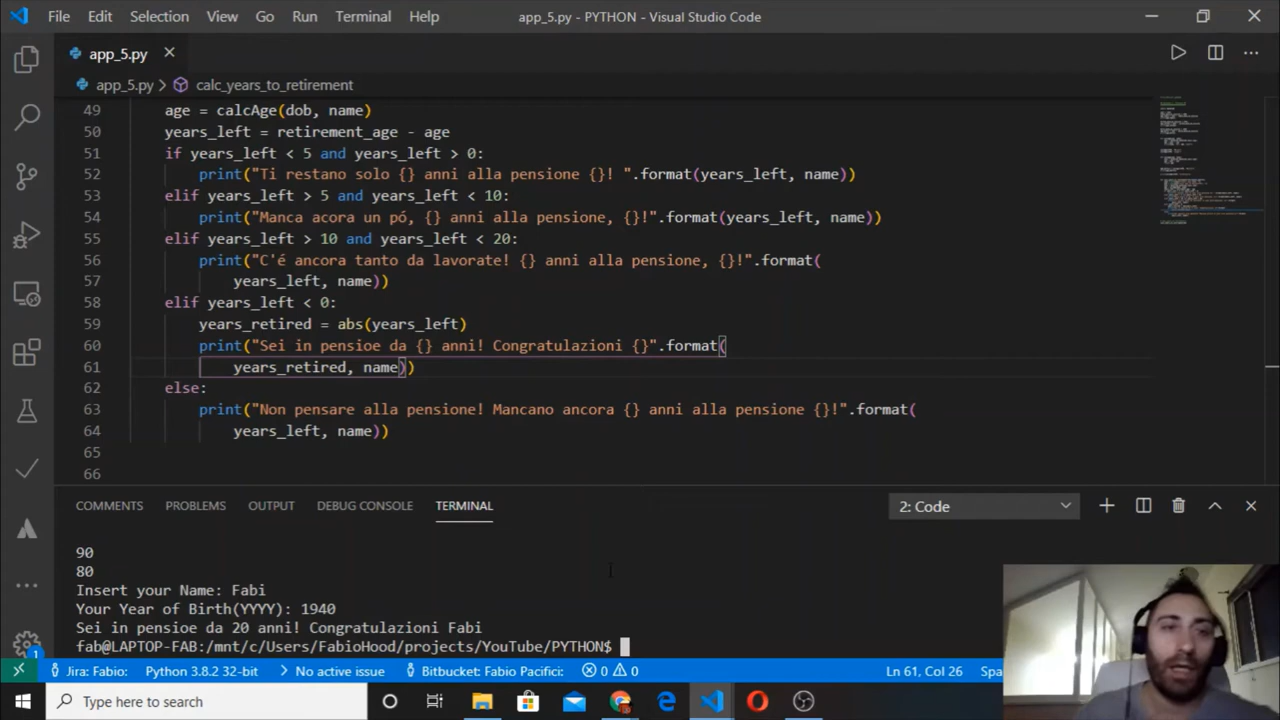 File Edit Selection View Go Run Terminal Help app_5.py - PYTHON - Visual Studio Code
app_5.py
app_5.py > calc_years_to_retirement
49 age = calcAge(dob, name)
50 years_left = retirement_age - age
51 if years_left < 5 and years_left > 0:
52 print("Ti restano solo {} anni alla pensione {}! ".format(years_left, name))
53 elif years_left > 5 and years_left < 10:
54 print("Manca acora un pó, {} anni alla pensione, {}!".format(years_left, name))
55 elif years_left > 10 and years_left < 20:
56 print("C'é ancora tanto da lavorate! {} anni alla pensione, {}!".format(
57 years_left, name))
58 elif years_left < 0:
59 years_retired = abs(years_left)
60 print("Sei in pensioe da {} anni! Congratulazioni {}".format(
61 years_retired, name))
62 else:
63 print("Non pensare alla pensione! Mancano ancora {} anni alla pensione {}!".format(
64 years_left, name))
65
66
COMMENTS PROBLEMS OUTPUT DEBUG CONSOLE TERMINAL 2: Code
90
80
Insert your Name: Fabi
Your Year of Birth(YYYY): 1940
Sei in pensioe da 20 anni! Congratulazioni Fabi
fab@LAPTOP-FAB:/mnt/c/Users/FabioHood/projects/YouTube/PYTHON$
1
Jira: Fabio: Python 3.8.2 32-bit No active issue Bitbucket: Fabio Pacifici: 0 0 Ln 61, Col 26 Spa
Type here to search